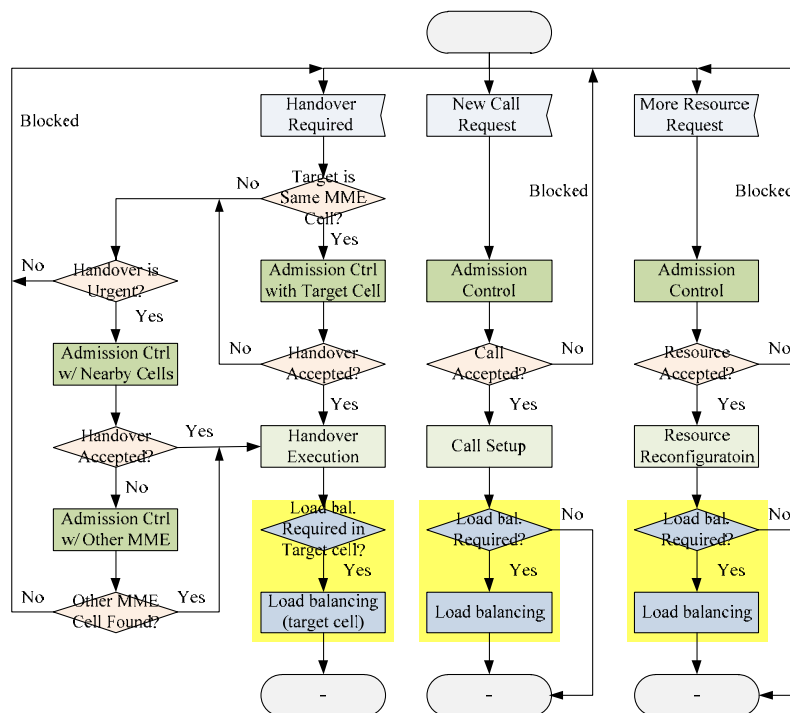 Blocked
Handover
Required
New Call
Request
More Resource
Request
No
Target is
Same MME
Cell?
Blocked
Blocked
Yes
No
Handover is
Urgent?
Admission Ctrl
with Target Cell
Admission
Control
Admission
Control
Yes
Admission Ctrl
w/ Nearby Cells
No
Handover
Accepted?
Call
Accepted?
No
Resource
Accepted?
No
Yes
Yes
Yes
Handover
Accepted?
Yes
Handover
Execution
Call Setup
Resource
Reconfiguratoin
No
Admission Ctrl
w/ Other MME
Load bal.
Required in
Target cell?
Load bal.
Required?
No
Load bal.
Required?
No
Yes
Yes
Yes
No
Other MME
Cell Found?
Yes
Load balancing
(target cell)
Load balancing
Load balancing
-
-
-